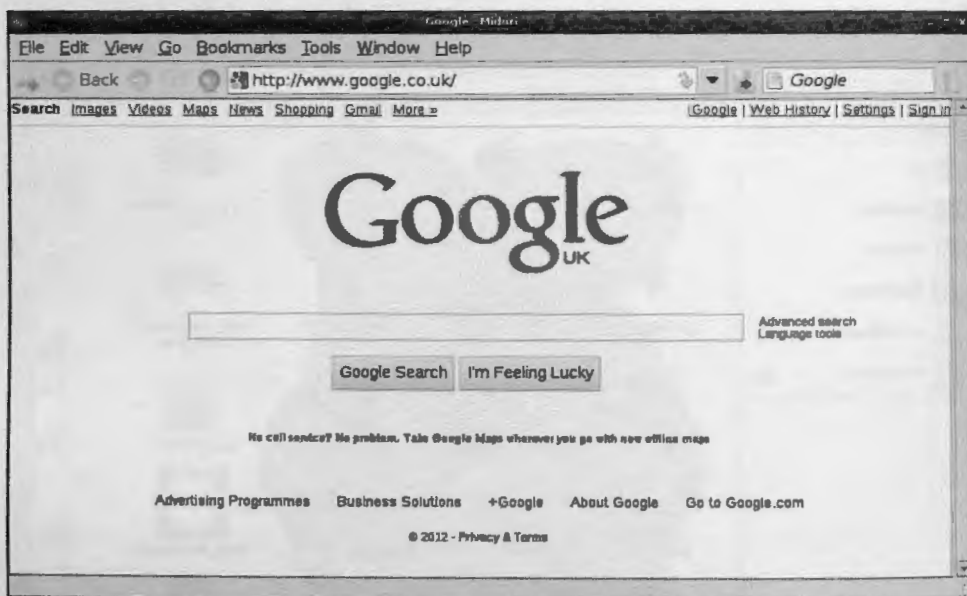 Google - Midori
File Edit View Go Bookmarks Tools Window Help
Back http://www.google.co.uk/ Google
Search Images Videos Maps News Shopping Gmail More » iGoogle | Web History | Settings | Sign in
Google
UK
Advanced search
Language tools
Google Search I'm Feeling Lucky
No cell service? No problem. Take Google Maps wherever you go with new offline maps
Advertising Programmes Business Solutions +Google About Google Go to Google.com
© 2012 - Privacy & Terms